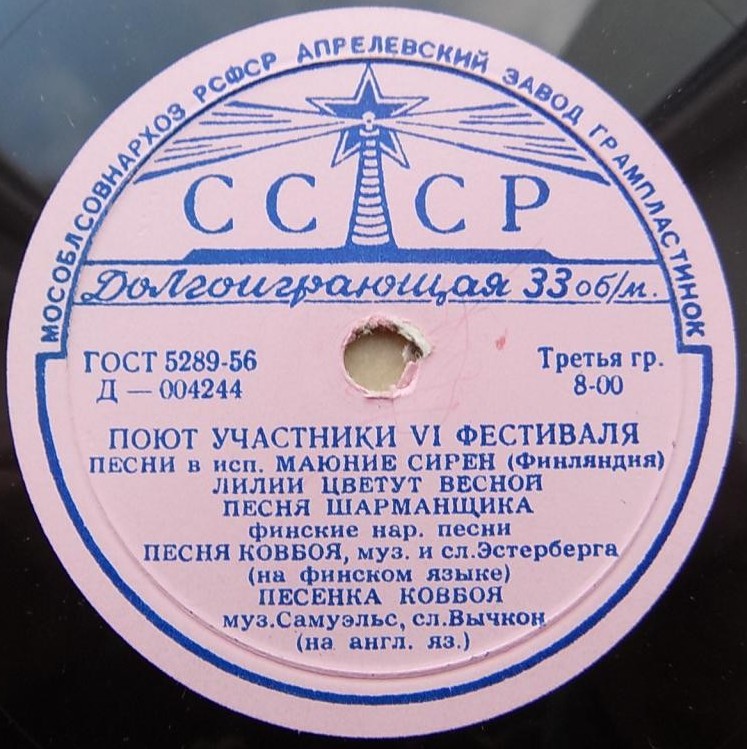 МОСОБЛСОВНАРХОЗ РСФСР АПРЕЛЕВСКИЙ ЗАВОД ГРАМПЛАСТИНОК
СССР
Долгоиграющая 33 об/м.
ГОСТ 5289-56
Д — 004244
Третья гр.
8-00
ПОЮТ УЧАСТНИКИ VI ФЕСТИВАЛЯ
ПЕСНИ в исп. МАЮНИЕ СИРЕН (Финляндия)
ЛИЛИИ ЦВЕТУТ ВЕСНОЙ
ПЕСНЯ ШАРМАНЩИКА
финские нар. песни
ПЕСНЯ КОВБОЯ, муз. и сл.Эстерберга
(на финском языке)
ПЕСЕНКА КОВБОЯ
муз.Самуэльс, сл.Вычкон
(на англ. яз.)